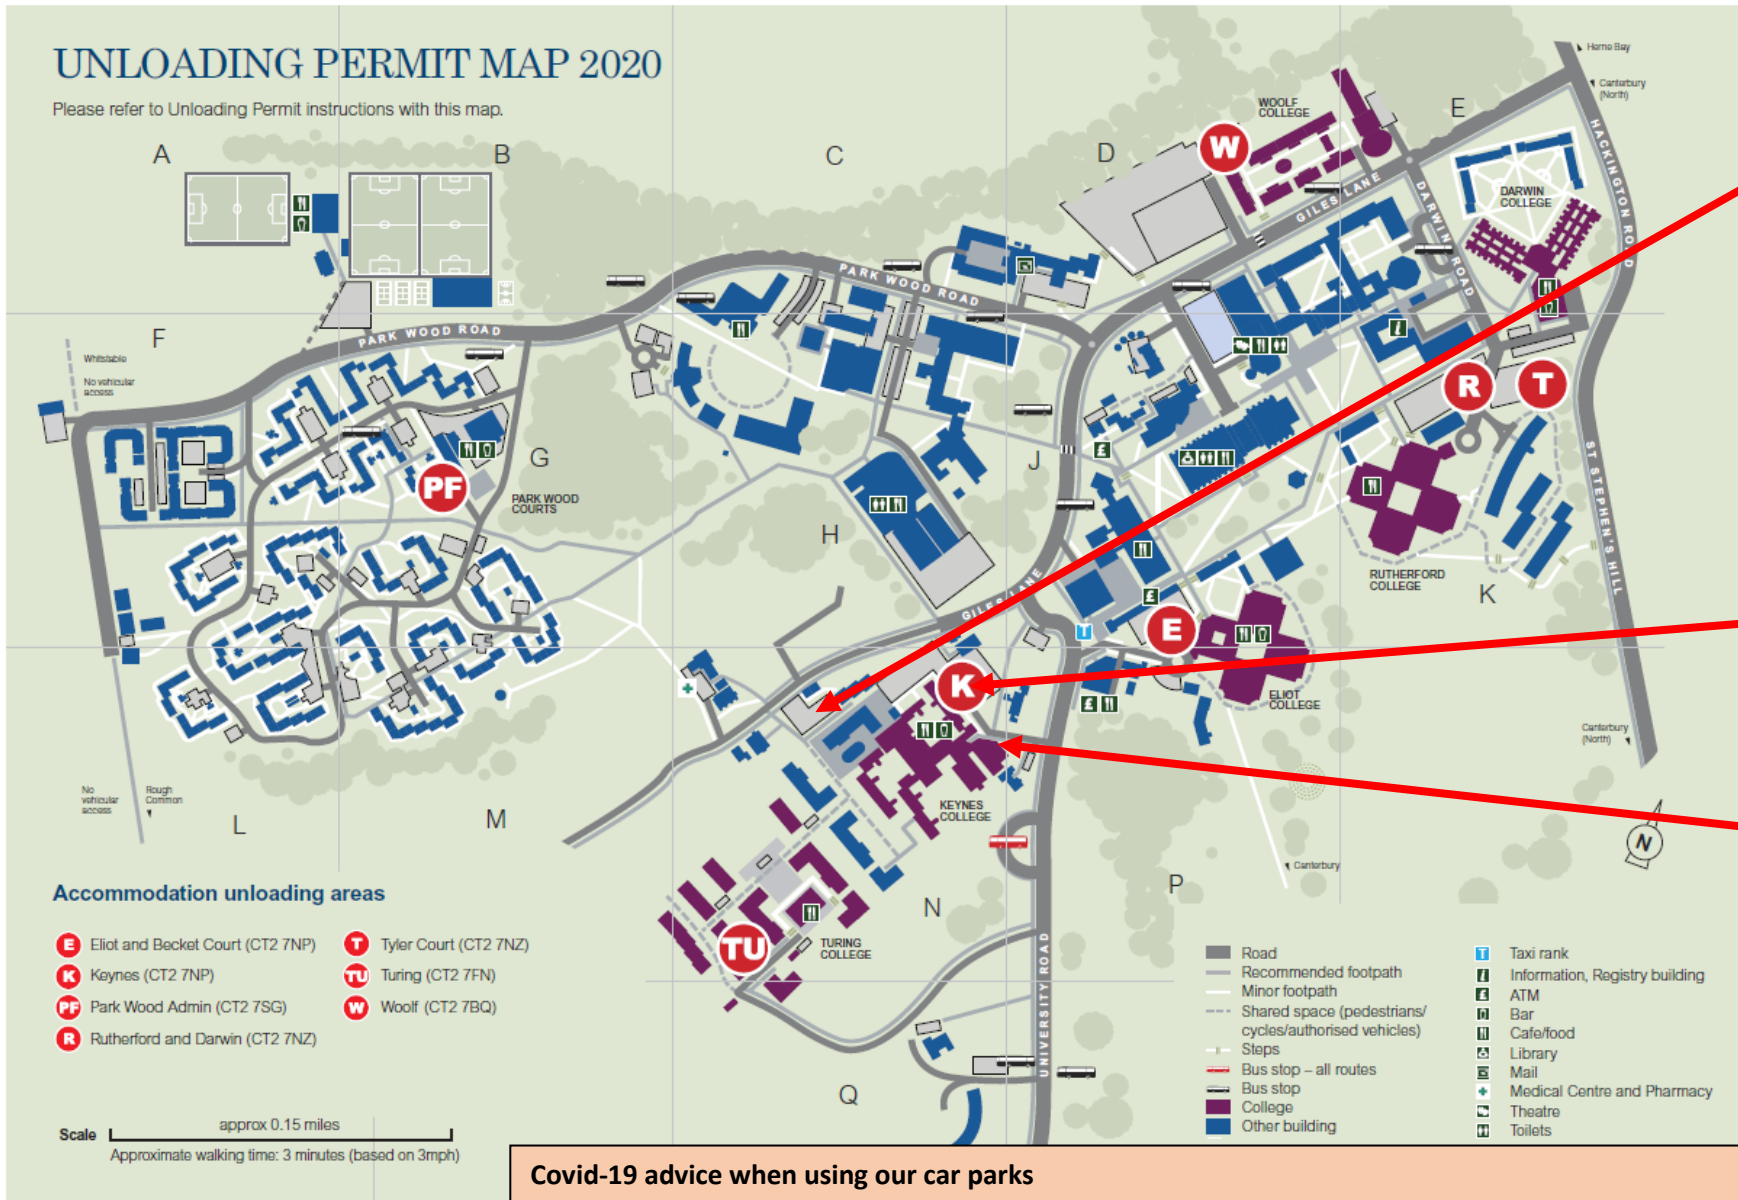 UNLOADING PERMIT MAP 2020
Please refer to Unloading Permit instructions with this map.
A
B
C
D
E
Herne Bay
Canterbury
(North)
WOOLF
COLLEGE
W
HACKINGTON ROAD
GILES LANE
DARWIN ROAD
DARWIN
COLLEGE
PARK WOOD ROAD
F
PARK WOOD ROAD
Whitstable
No vehicular
access
R
T
G
J
PF
PARK WOOD
COURTS
ST STEPHEN'S HILL
H
RUTHERFORD
COLLEGE
K
GILES LANE
T
E
K
ELIOT
COLLEGE
Canterbury
(North)
No
vehicular
access
Rough
Common
L
M
KEYNES
COLLEGE
N
Canterbury
P
N
TU
TURING
COLLEGE
UNIVERSITY ROAD
Q
Accommodation unloading areas
E Eliot and Becket Court (CT2 7NP)
K Keynes (CT2 7NP)
PF Park Wood Admin (CT2 7SG)
R Rutherford and Darwin (CT2 7NZ)
T Tyler Court (CT2 7NZ)
TU Turing (CT2 7FN)
W Woolf (CT2 7BQ)
Scale
approx 0.15 miles
Approximate walking time: 3 minutes (based on 3mph)
Road
Recommended footpath
Minor footpath
Shared space (pedestrians/
cycles/authorised vehicles)
Steps
Bus stop – all routes
Bus stop
College
Other building
T Taxi rank
i Information, Registry building
£ ATM
Bar
Cafe/food
Library
Mail
Medical Centre and Pharmacy
Theatre
Toilets
Covid-19 advice when using our car parks